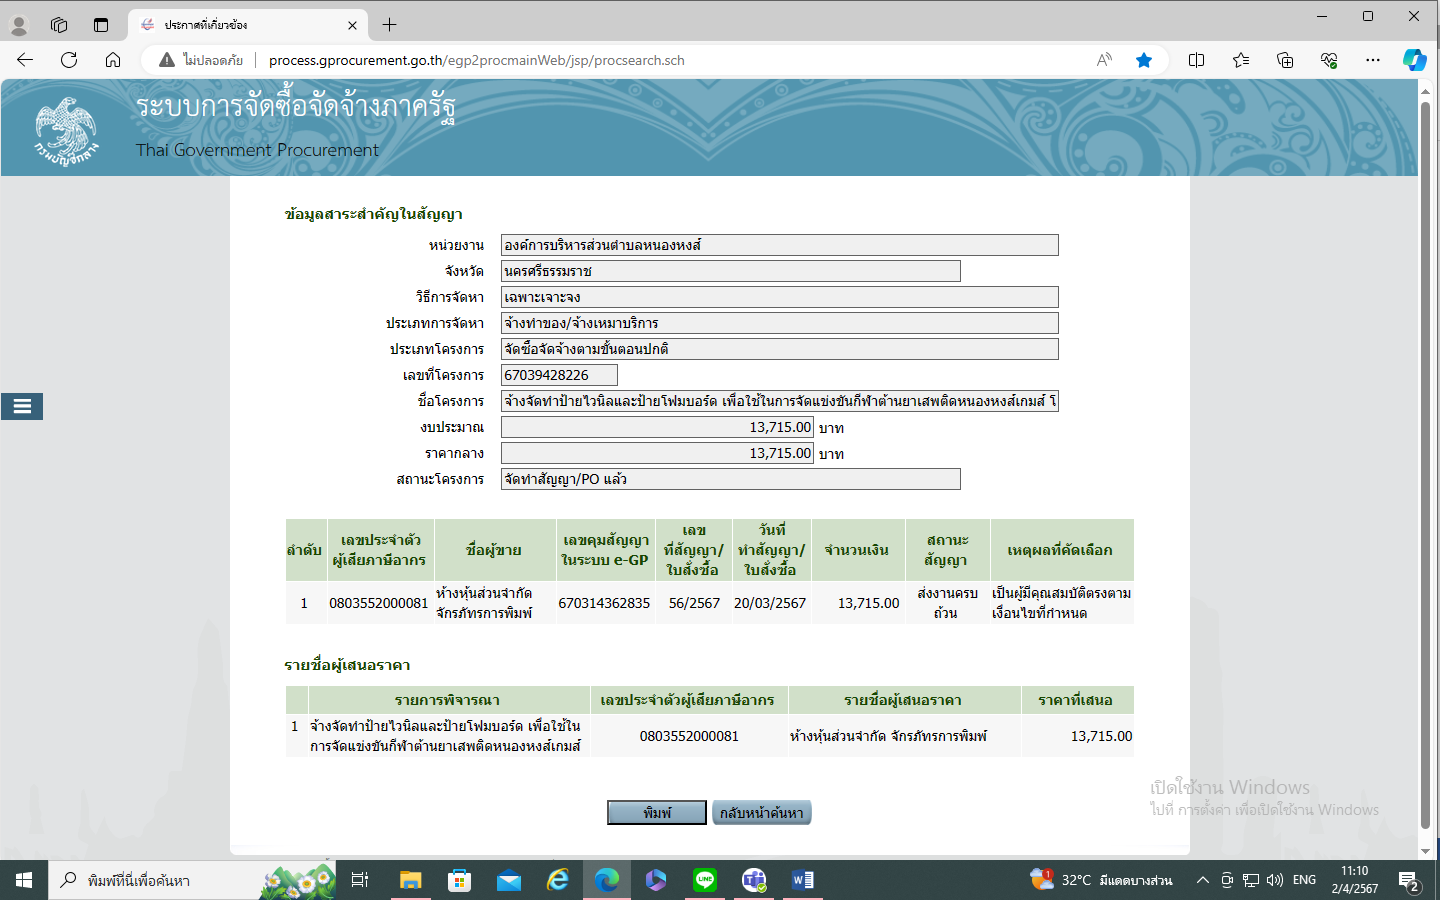 ประกาศที่เกี่ยวข้อง
ไม่ปลอดภัย
process.gprocurement.go.th/egp2procmainWeb/jsp/procsearch.sch
ระบบการจัดซื้อจัดจ้างภาครัฐ
Thai Government Procurement
กรมบัญชีกลาง
ข้อมูลสาระสำคัญในสัญญา
หน่วยงาน องค์การบริหารส่วนตำบลหนองหงส์
จังหวัด นครศรีธรรมราช
วิธีการจัดหา เฉพาะเจาะจง
ประเภทการจัดหา จ้างทำของ/จ้างเหมาบริการ
ประเภทโครงการ จัดซื้อจัดจ้างตามขั้นตอนปกติ
เลขที่โครงการ 67039428226
ชื่อโครงการ จ้างจัดทำป้ายไวนิลและป้ายโฟมบอร์ด เพื่อใช้ในการจัดแข่งขันกีฬาต้านยาเสพติดหนองหงส์เกมส์ โ
งบประมาณ 13,715.00 บาท
ราคากลาง 13,715.00 บาท
สถานะโครงการ จัดทำสัญญา/PO แล้ว
ลำดับ เลขประจำตัวผู้เสียภาษีอากร ชื่อผู้ขาย เลขคุมสัญญาในระบบ e-GP เลขที่สัญญา/ใบสั่งซื้อ วันที่ทำสัญญา/ใบสั่งซื้อ จำนวนเงิน สถานะสัญญา เหตุผลที่คัดเลือก
1 0803552000081 ห้างหุ้นส่วนจำกัด จักรภัทรการพิมพ์ 670314362835 56/2567 20/03/2567 13,715.00 ส่งงานครบถ้วน เป็นผู้มีคุณสมบัติตรงตามเงื่อนไขที่กำหนด
รายชื่อผู้เสนอราคา
รายการพิจารณา เลขประจำตัวผู้เสียภาษีอากร รายชื่อผู้เสนอราคา ราคาที่เสนอ
1 จ้างจัดทำป้ายไวนิลและป้ายโฟมบอร์ด เพื่อใช้ในการจัดแข่งขันกีฬาต้านยาเสพติดหนองหงส์เกมส์ 0803552000081 ห้างหุ้นส่วนจำกัด จักรภัทรการพิมพ์ 13,715.00
พิมพ์ กลับหน้าค้นหา
เปิดใช้งาน Windows
ไปที่ การตั้งค่า เพื่อเปิดใช้งาน Windows
พิมพ์ที่นี่เพื่อค้นหา
1 32°C มีแดดบางส่วน ENG
11:10
2/4/2567
2